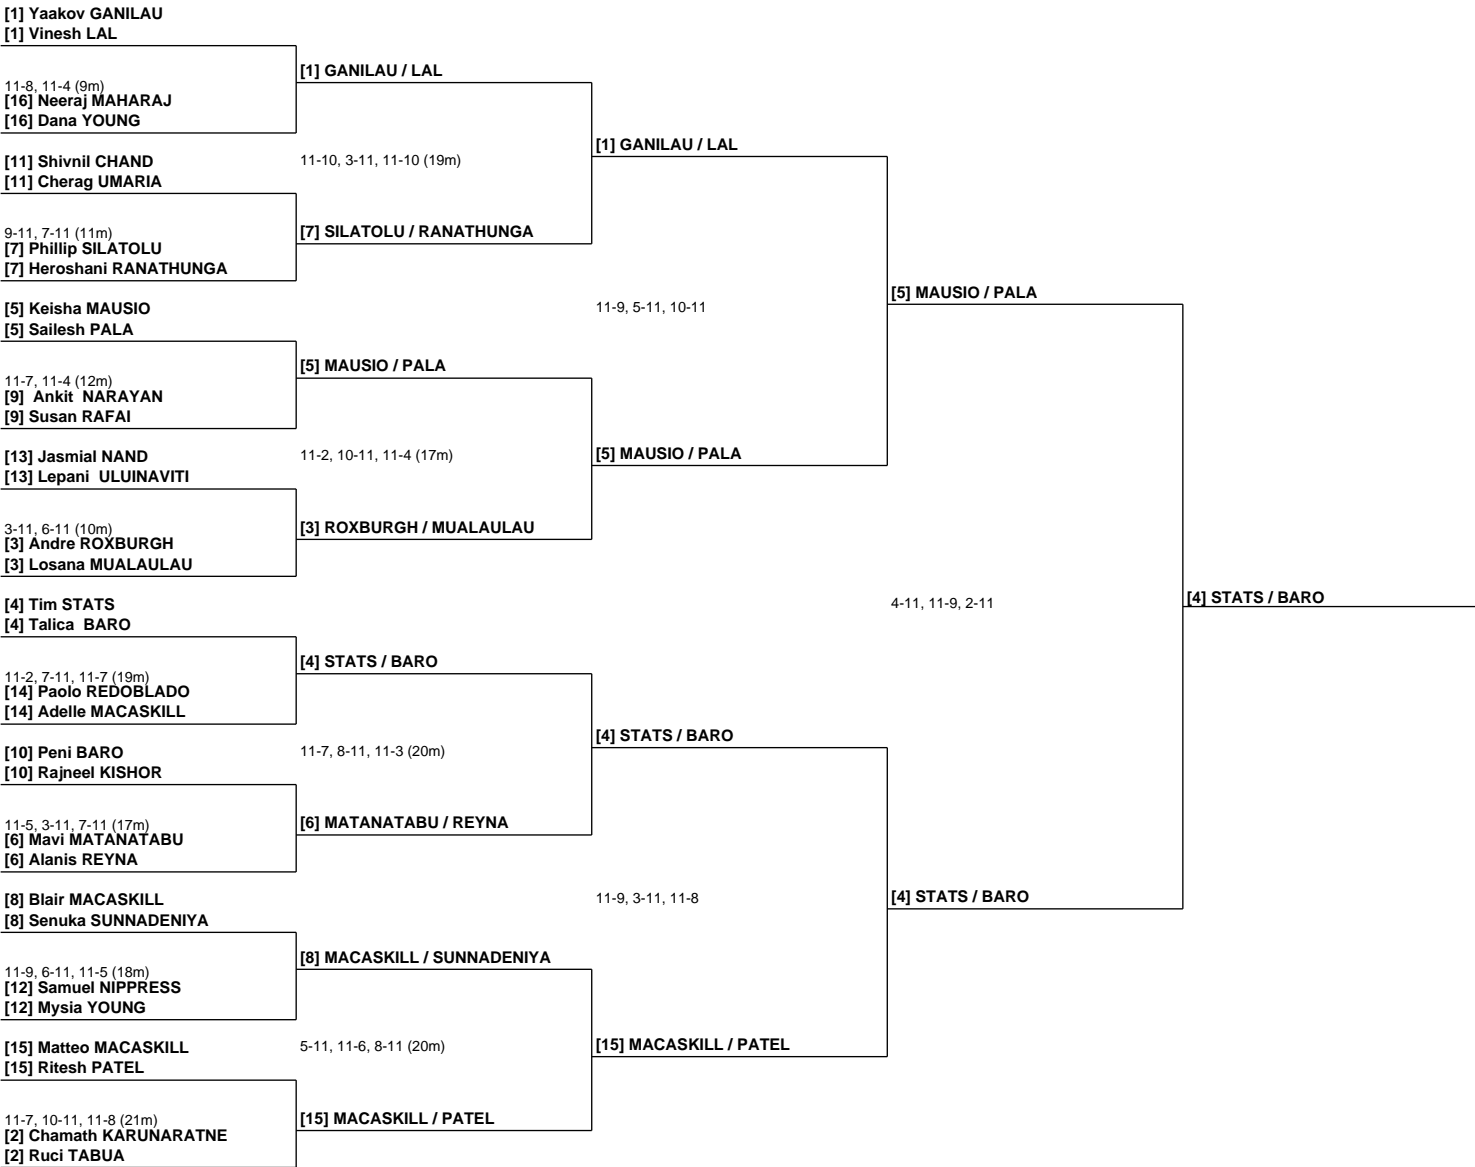 [1] Yaakov GANILAU
[1] Vinesh LAL
[1] GANILAU / LAL
11-8, 11-4 (9m)
[16] Neeraj MAHARAJ
[16] Dana YOUNG
[1] GANILAU / LAL
[11] Shivnil CHAND
11-10, 3-11, 11-10 (19m)
[11] Cherag UMARIA
[7] SILATOLU / RANATHUNGA
9-11, 7-11 (11m)
[7] Phillip SILATOLU
[7] Heroshani RANATHUNGA
[5] MAUSIO / PALA
[5] Keisha MAUSIO
11-9, 5-11, 10-11
[5] Sailesh PALA
[5] MAUSIO / PALA
11-7, 11-4 (12m)
[9]  Ankit  NARAYAN
[9] Susan RAFAI
[5] MAUSIO / PALA
[13] Jasmial NAND
11-2, 10-11, 11-4 (17m)
[13] Lepani  ULUINAVITI
[3] ROXBURGH / MUALAULAU
3-11, 6-11 (10m)
[3] Andre ROXBURGH
[3] Losana MUALAULAU
[4] STATS / BARO
[4] Tim STATS
4-11, 11-9, 2-11
[4] Talica  BARO
[4] STATS / BARO
11-2, 7-11, 11-7 (19m)
[14] Paolo REDOBLADO
[14] Adelle MACASKILL
[4] STATS / BARO
[10] Peni BARO
11-7, 8-11, 11-3 (20m)
[10] Rajneel KISHOR
[6] MATANATABU / REYNA
11-5, 3-11, 7-11 (17m)
[6] Mavi MATANATABU
[6] Alanis REYNA
[4] STATS / BARO
[8] Blair MACASKILL
11-9, 3-11, 11-8
[8] Senuka SUNNADENIYA
[8] MACASKILL / SUNNADENIYA
11-9, 6-11, 11-5 (18m)
[12] Samuel NIPPRESS
[12] Mysia YOUNG
[15] MACASKILL / PATEL
[15] Matteo MACASKILL
5-11, 11-6, 8-11 (20m)
[15] Ritesh PATEL
[15] MACASKILL / PATEL
11-7, 10-11, 11-8 (21m)
[2] Chamath KARUNARATNE
[2] Ruci TABUA